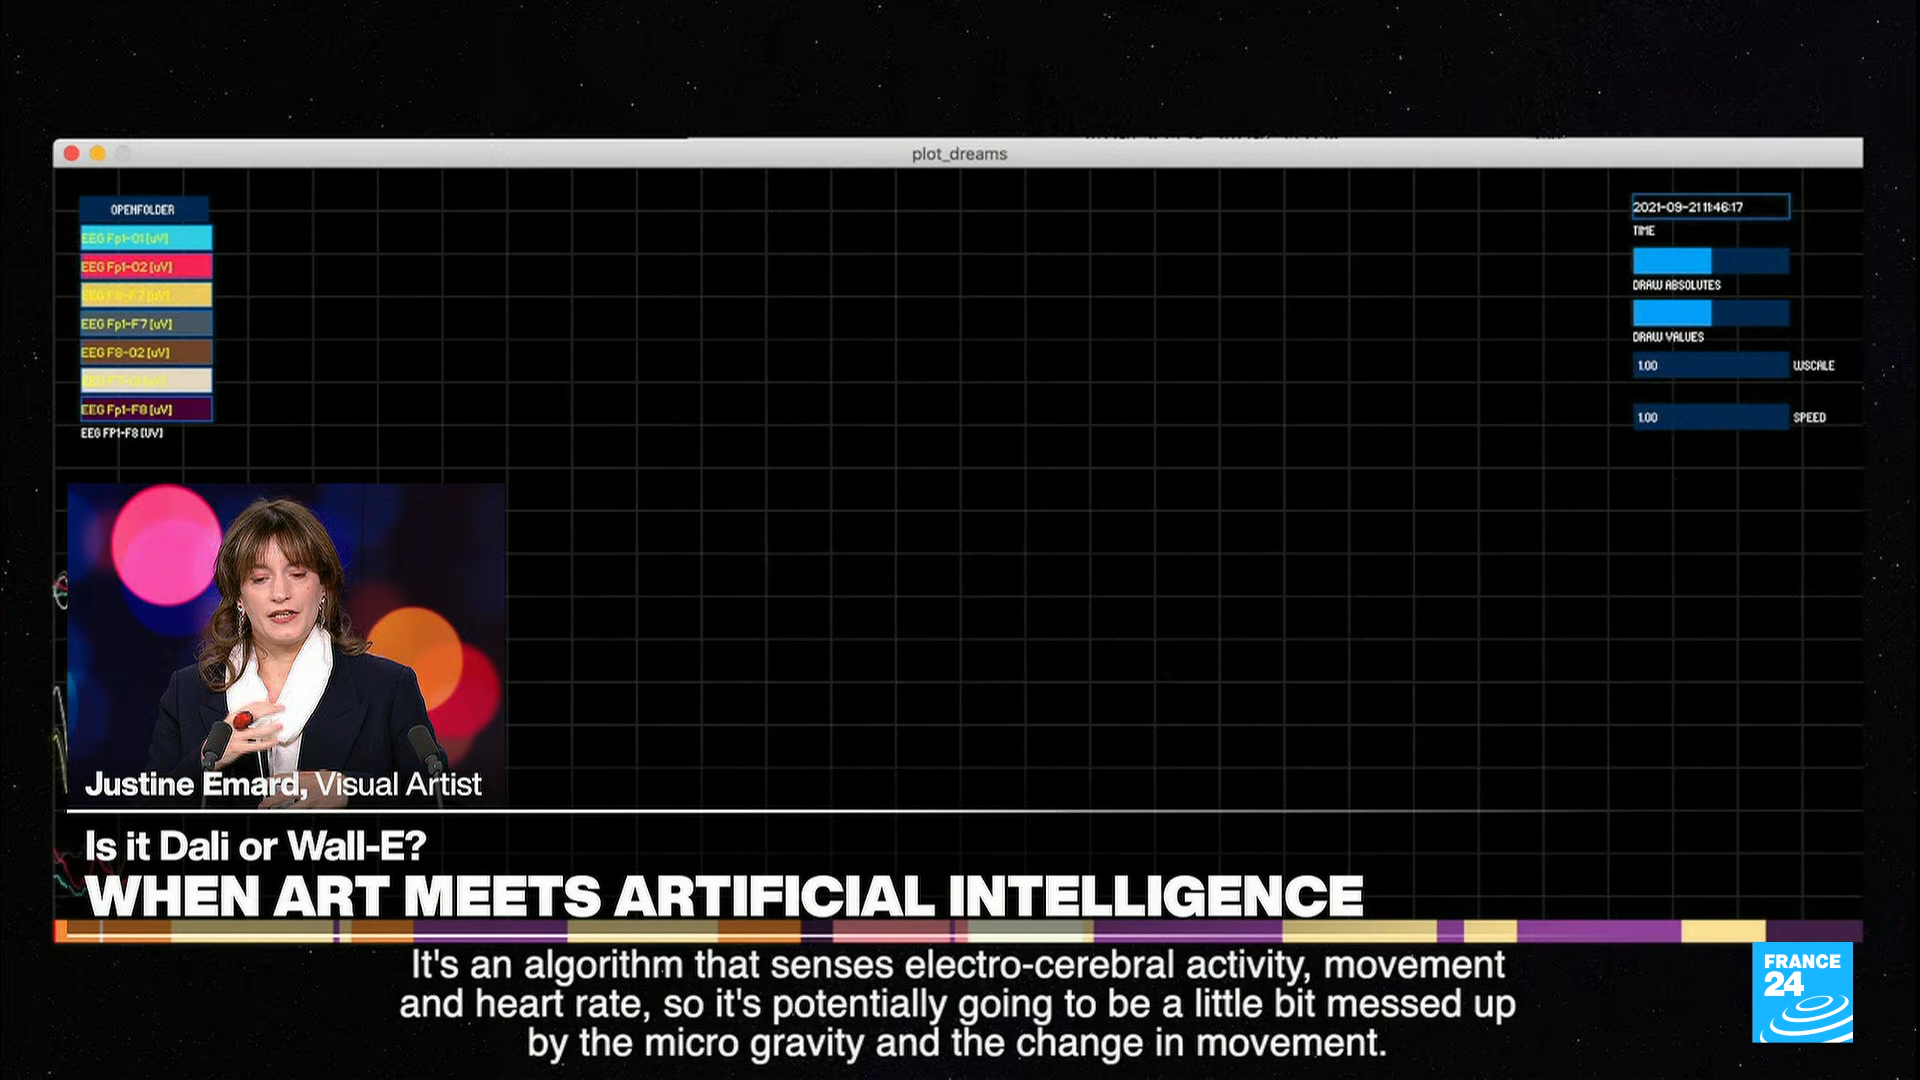 plot_dreams
OPENFOLDER
EEG Fp1-O1 [uV]
EEG Fp1-O2 [uV]
EEG Fp1-F7 [uV]
EEG F8-O2 [uV]
EEG Fp1-F8 [uV]
EEG FP1-F8 [UV]
2021-09-21 11:46:17
TIME
DRAW ABSOLUTES
DRAW VALUES
1.00 WSCALE
1.00 SPEED
Justine Emard, Visual Artist
Is it Dali or Wall-E?
WHEN ART MEETS ARTIFICIAL INTELLIGENCE
It's an algorithm that senses electro-cerebral activity, movement
and heart rate, so it's potentially going to be a little bit messed up
by the micro gravity and the change in movement.
FRANCE
24